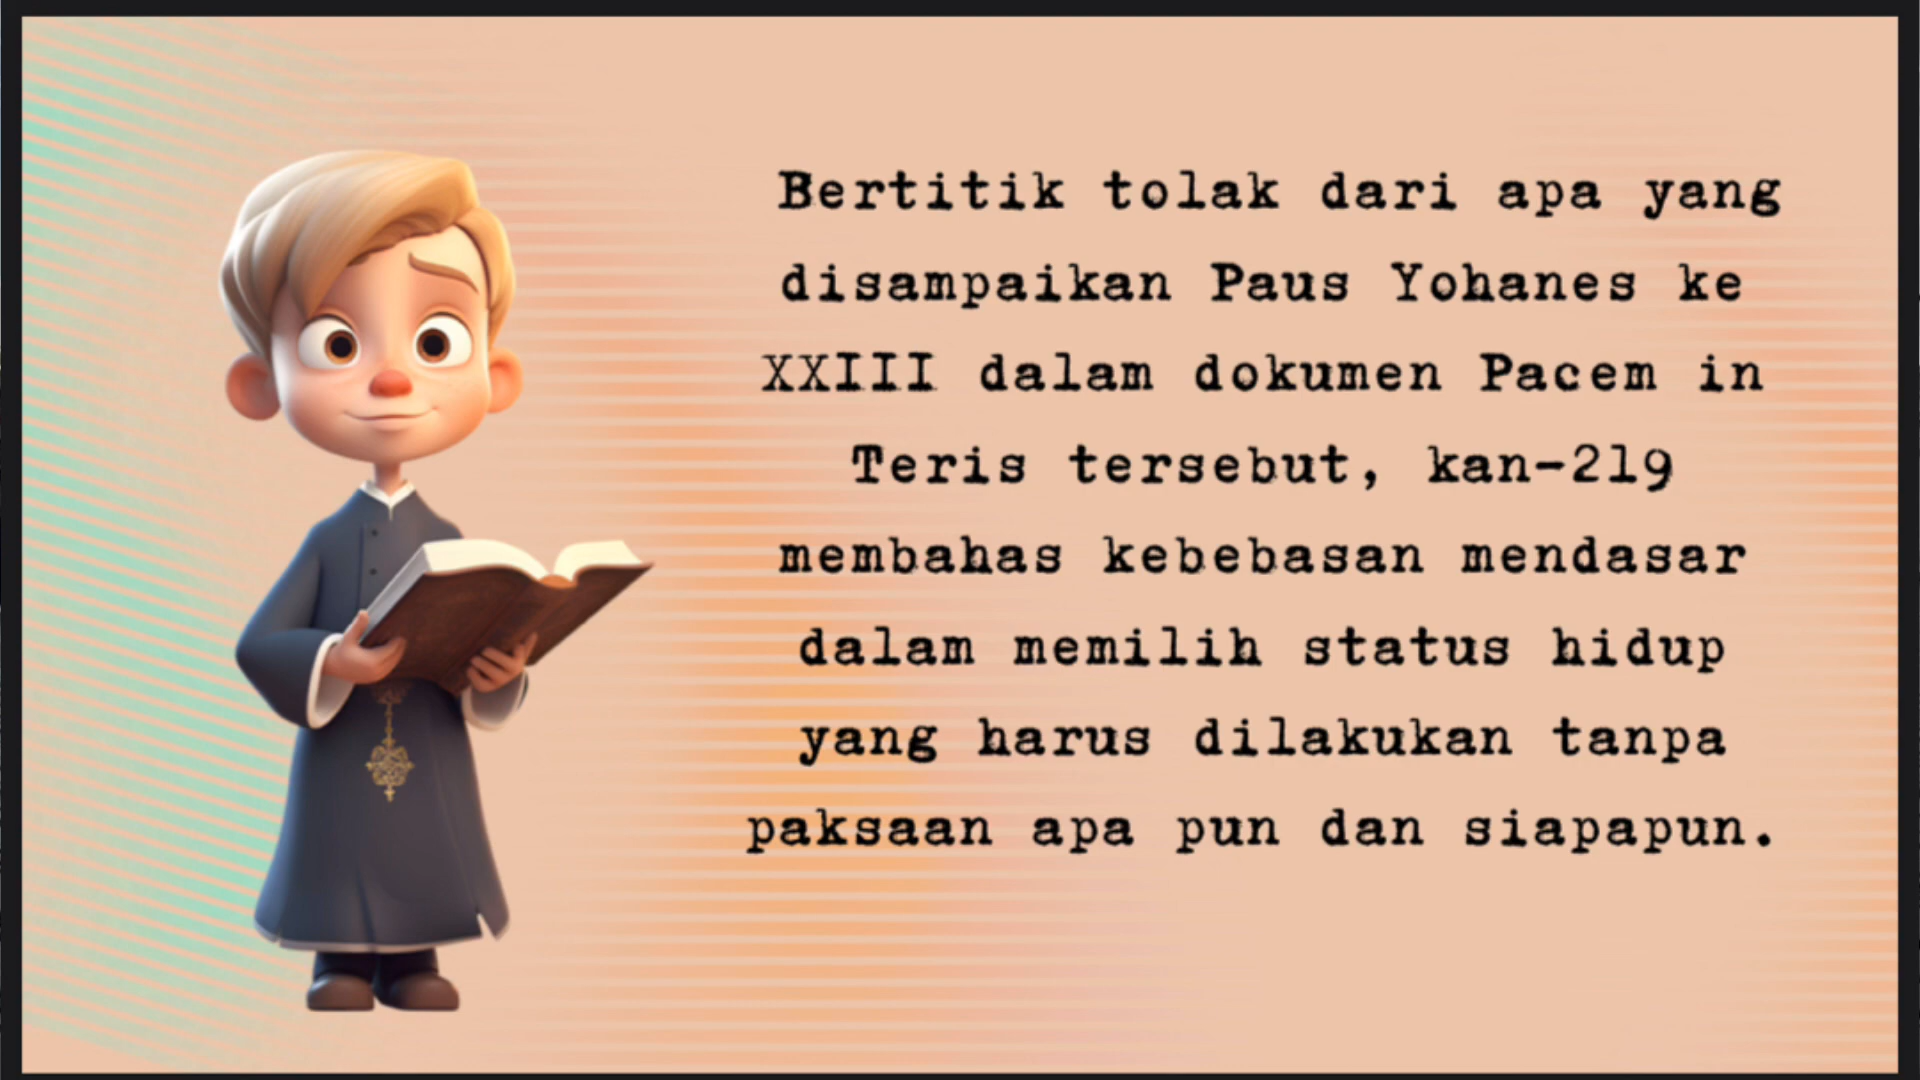 Bertitik tolak dari apa yang
disampaikan Paus Yohanes ke
XXIII dalam dokumen Pacem in
Teris tersebut, kan-219
membahas kebebasan mendasar
dalam memilih status hidup
yang harus dilakukan tanpa
paksaan apa pun dan siapapun.